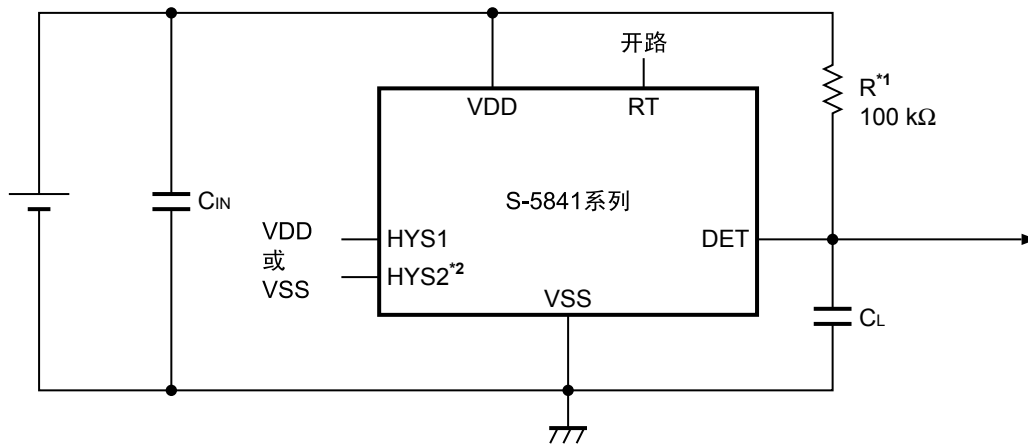 开路
VDD
RT
R*1
100 kΩ
S-5841系列
CIN
VDD
或
VSS
HYS1
HYS2*2
DET
VSS
CL